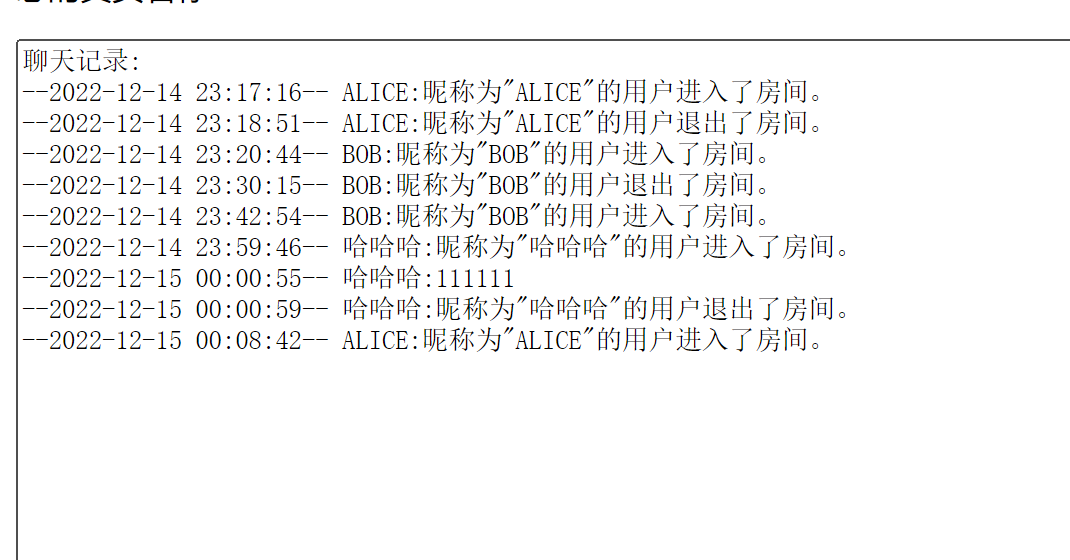 聊天记录:
--2022-12-14 23:17:16-- ALICE:昵称为"ALICE"的用户进入了房间。
--2022-12-14 23:18:51-- ALICE:昵称为"ALICE"的用户退出了房间。
--2022-12-14 23:20:44-- BOB:昵称为"BOB"的用户进入了房间。
--2022-12-14 23:30:15-- BOB:昵称为"BOB"的用户退出了房间。
--2022-12-14 23:42:54-- BOB:昵称为"BOB"的用户进入了房间。
--2022-12-14 23:59:46-- 哈哈哈:昵称为"哈哈哈"的用户进入了房间。
--2022-12-15 00:00:55-- 哈哈哈:111111
--2022-12-15 00:00:59-- 哈哈哈:昵称为"哈哈哈"的用户退出了房间。
--2022-12-15 00:08:42-- ALICE:昵称为"ALICE"的用户进入了房间。